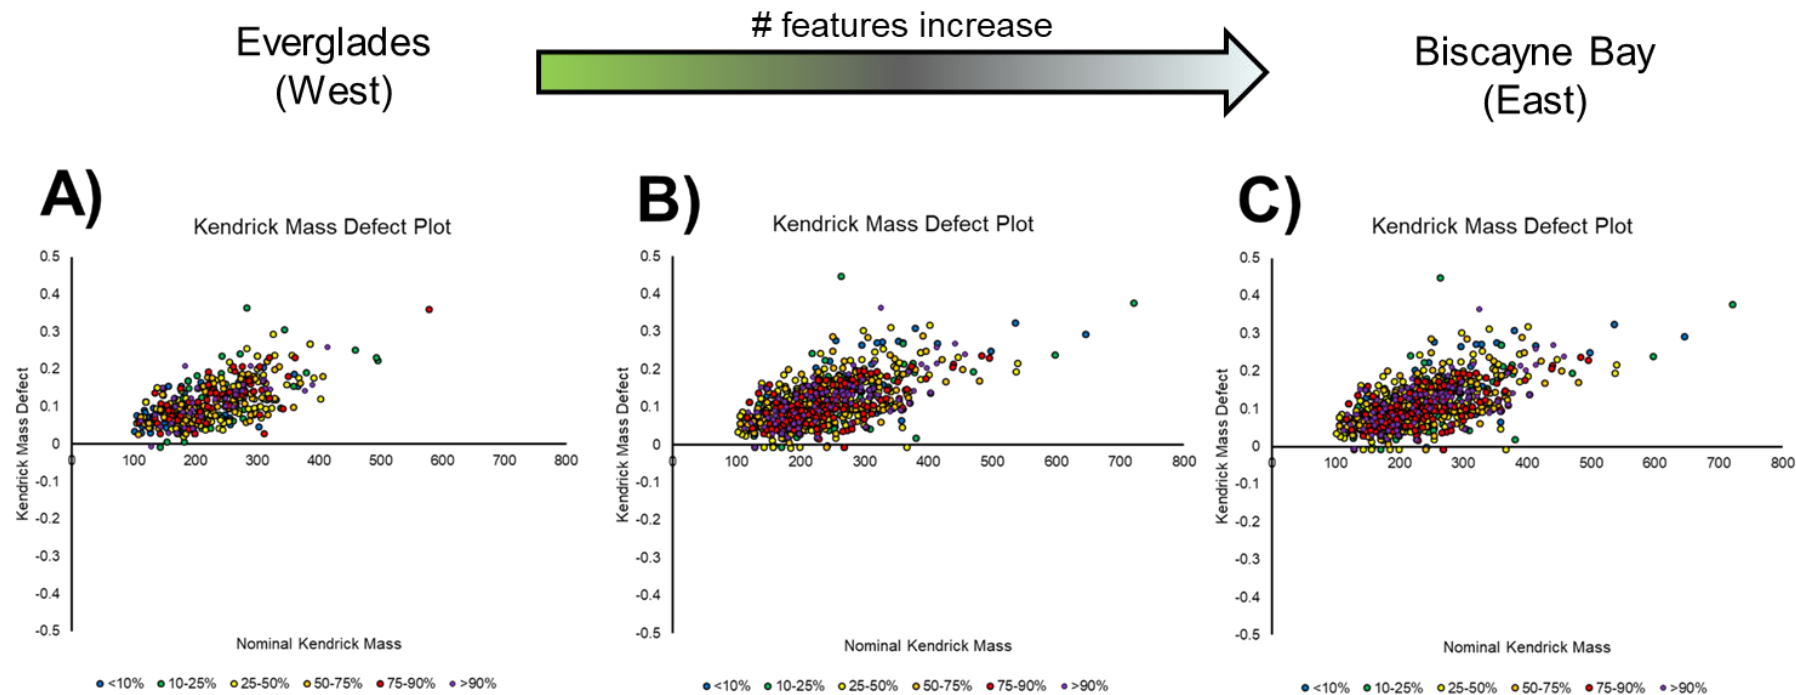 # features increase
Everglades
(West)
Biscayne Bay
(East)
A)
Kendrick Mass Defect Plot
0.5
0.4
0.3
0.2
0.1
0
-0.1
-0.2
-0.3
-0.4
-0.5
0 100 200 300 400 500 600 700 800
Kendrick Mass Defect
Nominal Kendrick Mass
<10% 10-25% 25-50% 50-75% 75-90% >90%
B)
Kendrick Mass Defect Plot
0.5
0.4
0.3
0.2
0.1
0
-0.1
-0.2
-0.3
-0.4
-0.5
0 100 200 300 400 500 600 700 800
Kendrick Mass Defect
Nominal Kendrick Mass
<10% 10-25% 25-50% 50-75% 75-90% >90%
C)
Kendrick Mass Defect Plot
0.5
0.4
0.3
0.2
0.1
0
-0.1
-0.2
-0.3
-0.4
-0.5
0 100 200 300 400 500 600 700 800
Kendrick Mass Defect
Nominal Kendrick Mass
<10% 10-25% 25-50% 50-75% 75-90% >90%